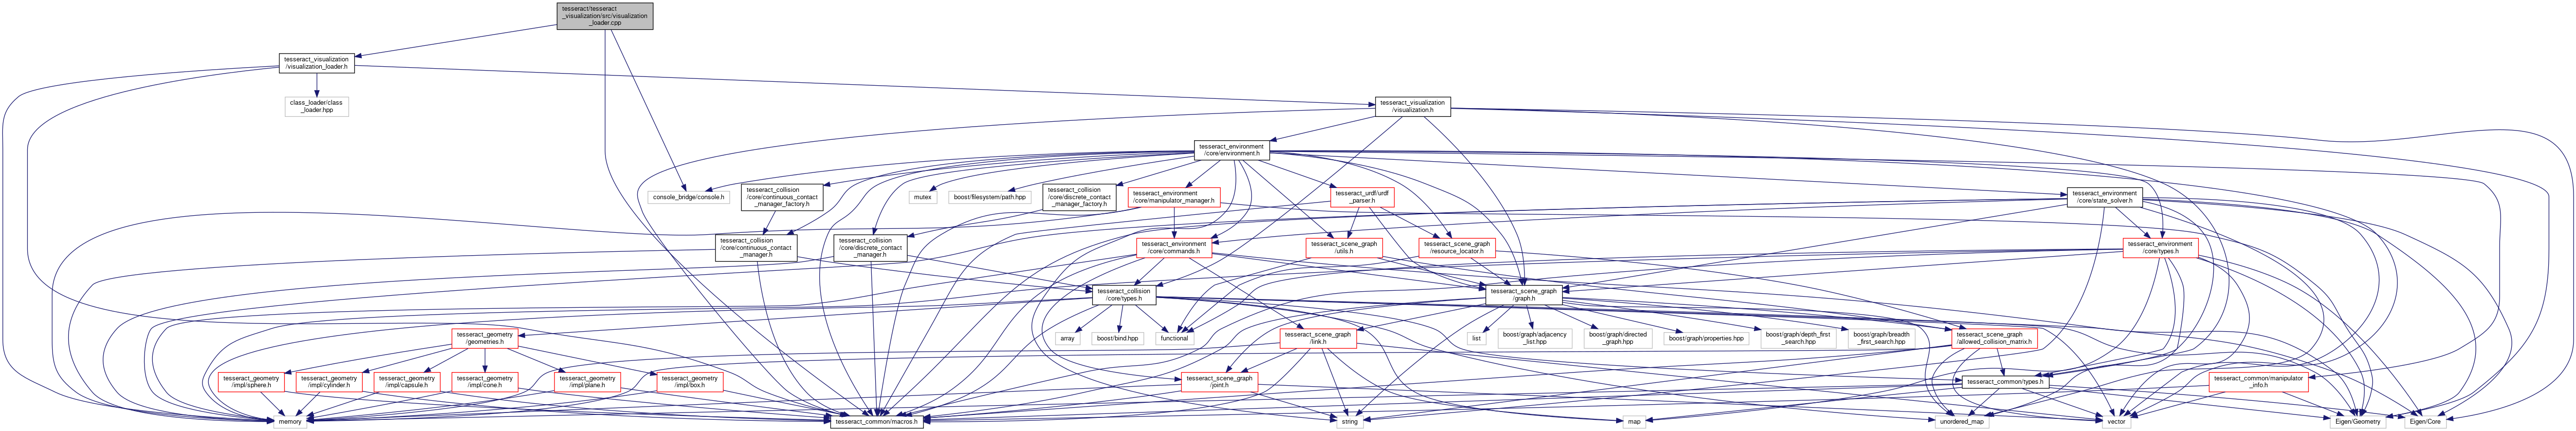 tesseract/tesseract
_visualization/src/visualization
_loader.cpp
tesseract_visualization
/visualization_loader.h
class_loader/class
_loader.hpp
tesseract_visualization
/visualization.h
tesseract_environment
/core/environment.h
console_bridge/console.h
tesseract_collision
/core/continuous_contact
_manager_factory.h
mutex
boost/filesystem/path.hpp
tesseract_collision
/core/discrete_contact
_manager_factory.h
tesseract_environment
/core/manipulator_manager.h
tesseract_urdf/urdf
_parser.h
tesseract_environment
/core/state_solver.h
tesseract_collision
/core/continuous_contact
_manager.h
tesseract_collision
/core/discrete_contact
_manager.h
tesseract_environment
/core/commands.h
tesseract_scene_graph
/utils.h
tesseract_scene_graph
/resource_locator.h
tesseract_environment
/core/types.h
tesseract_collision
/core/types.h
tesseract_scene_graph
/graph.h
tesseract_geometry
/geometries.h
array
boost/bind.hpp
functional
tesseract_scene_graph
/link.h
list
boost/graph/adjacency
_list.hpp
boost/graph/directed
_graph.hpp
boost/graph/properties.hpp
boost/graph/depth_first
_search.hpp
boost/graph/breadth
_first_search.hpp
tesseract_scene_graph
/allowed_collision_matrix.h
tesseract_geometry
/impl/sphere.h
tesseract_geometry
/impl/cylinder.h
tesseract_geometry
/impl/capsule.h
tesseract_geometry
/impl/cone.h
tesseract_geometry
/impl/plane.h
tesseract_geometry
/impl/box.h
tesseract_scene_graph
/joint.h
tesseract_common/types.h
tesseract_common/manipulator
_info.h
memory
tesseract_common/macros.h
string
map
unordered_map
vector
Eigen/Geometry
Eigen/Core